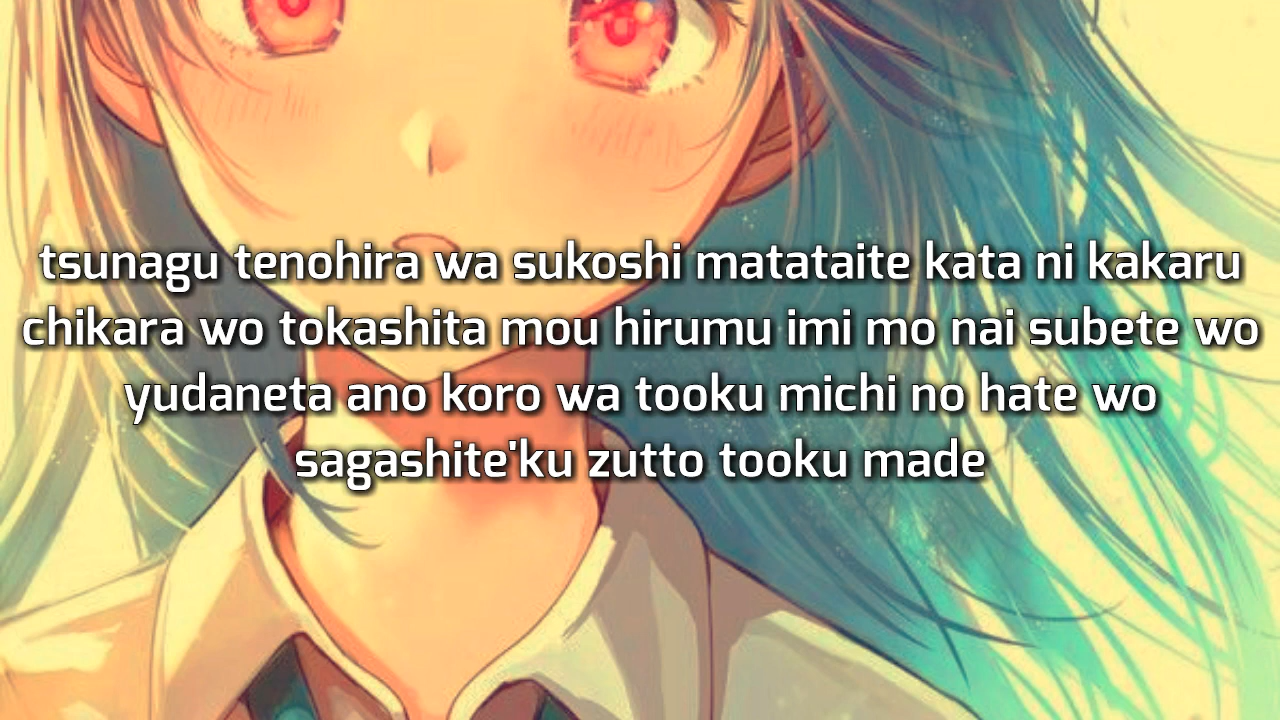 tsunagu tenohira wa sukoshi matataite kata ni kakaru
chikara wo tokashita mou hirumu imi mo nai subete wo
yudaneta ano koro wa tooku michi no hate wo
sagashite'ku zutto tooku made